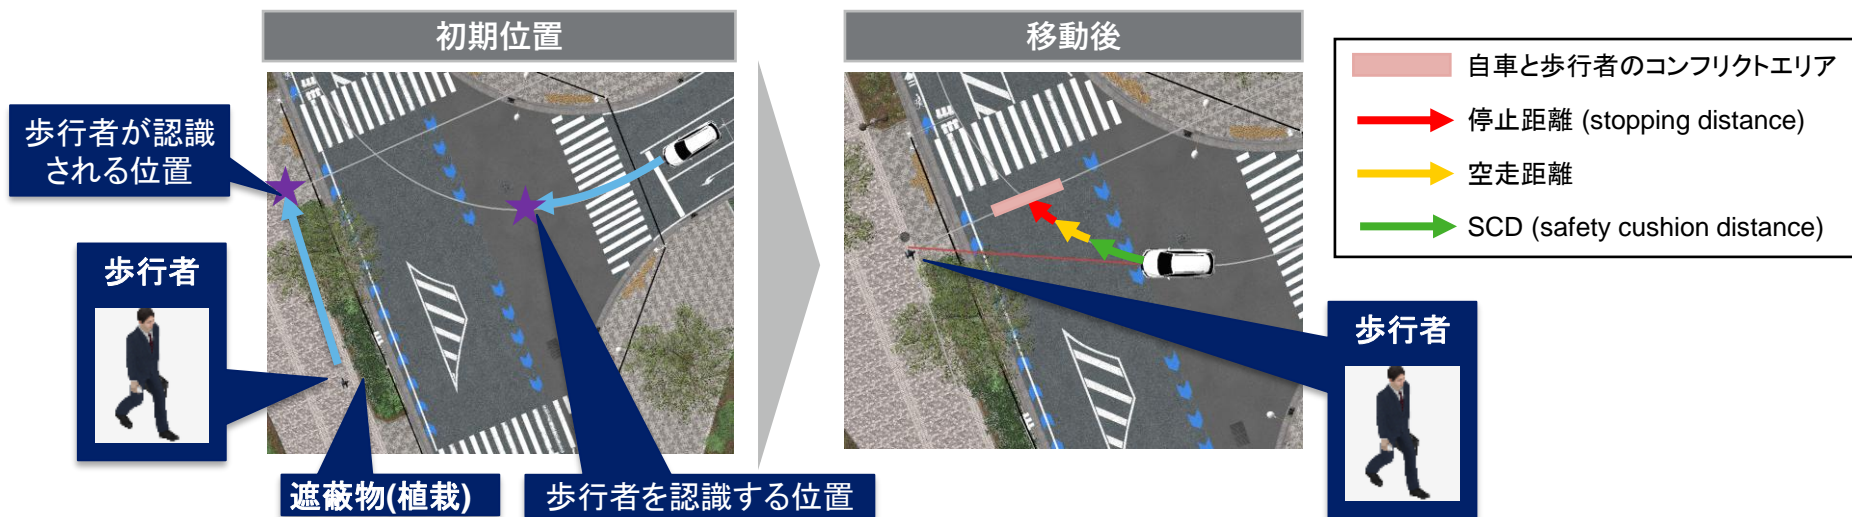 初期位置
移動後
歩行者が認識
される位置
歩行者
遮蔽物(植栽)
歩行者を認識する位置
歩行者
自車と歩行者のコンフリクトエリア
停止距離 (stopping distance)
空走距離
SCD (safety cushion distance)